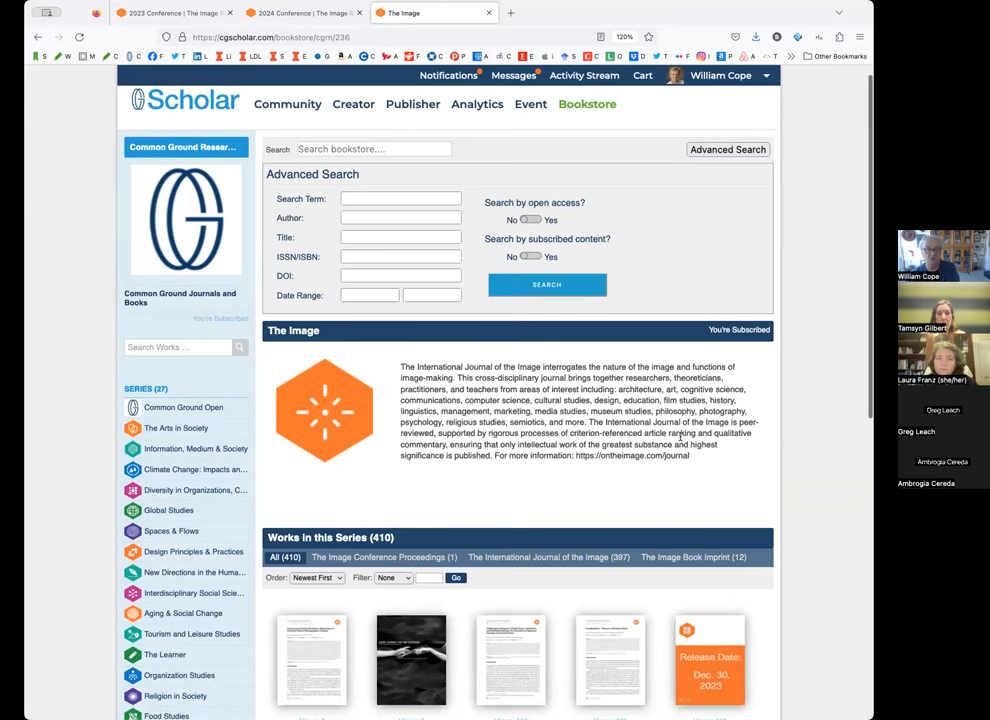 2023 Conference | The Image R
2024 Conference | The Image R
The Image
https://cgscholar.com/bookstore/cgrn/236
120%
S W M C F T L Li LDL S E G A C A F C P C A i E T A S C L D T F I M A T
Other Bookmarks
Notifications Messages Activity Stream Cart William Cope
Scholar Community Creator Publisher Analytics Event Bookstore
Common Ground Resear...
Common Ground Journals and
Books
You're Subscribed
Search Works ...
SERIES (27)
Common Ground Open
The Arts in Society
Information, Medium & Society
Climate Change: Impacts an...
Diversity in Organizations, C...
Global Studies
Spaces & Flows
Design Principles & Practices
New Directions in the Huma...
Interdisciplinary Social Scie...
Aging & Social Change
Tourism and Leisure Studies
The Learner
Organization Studies
Religion in Society
Food Studies
Search Search bookstore.... Advanced Search
Advanced Search
Search Term:
Author:
Title:
ISSN/ISBN:
DOI:
Date Range:
Search by open access?
No Yes
Search by subscribed content?
No Yes
SEARCH
The Image You're Subscribed
The International Journal of the Image interrogates the nature of the image and functions of
image-making. This cross-disciplinary journal brings together researchers, theoreticians,
practitioners, and teachers from areas of interest including: architecture, art, cognitive science,
communications, computer science, cultural studies, design, education, film studies, history,
linguistics, management, marketing, media studies, museum studies, philosophy, photography,
psychology, religious studies, semiotics, and more. The International Journal of the Image is peer-
reviewed, supported by rigorous processes of criterion-referenced article ranking and qualitative
commentary, ensuring that only intellectual work of the greatest substance and highest
significance is published. For more information: https://ontheimage.com/journal
Works in this Series (410)
All (410) The Image Conference Proceedings (1) The International Journal of the Image (397) The Image Book Imprint (12)
Order: Newest First Filter: None Go
Release Date:
Dec. 30,
2023
William Cope
Tamsyn Gilbert
Laura Franz (she/her)
Greg Leach
Greg Leach
Ambrogia Cereda
Ambrogia Cereda